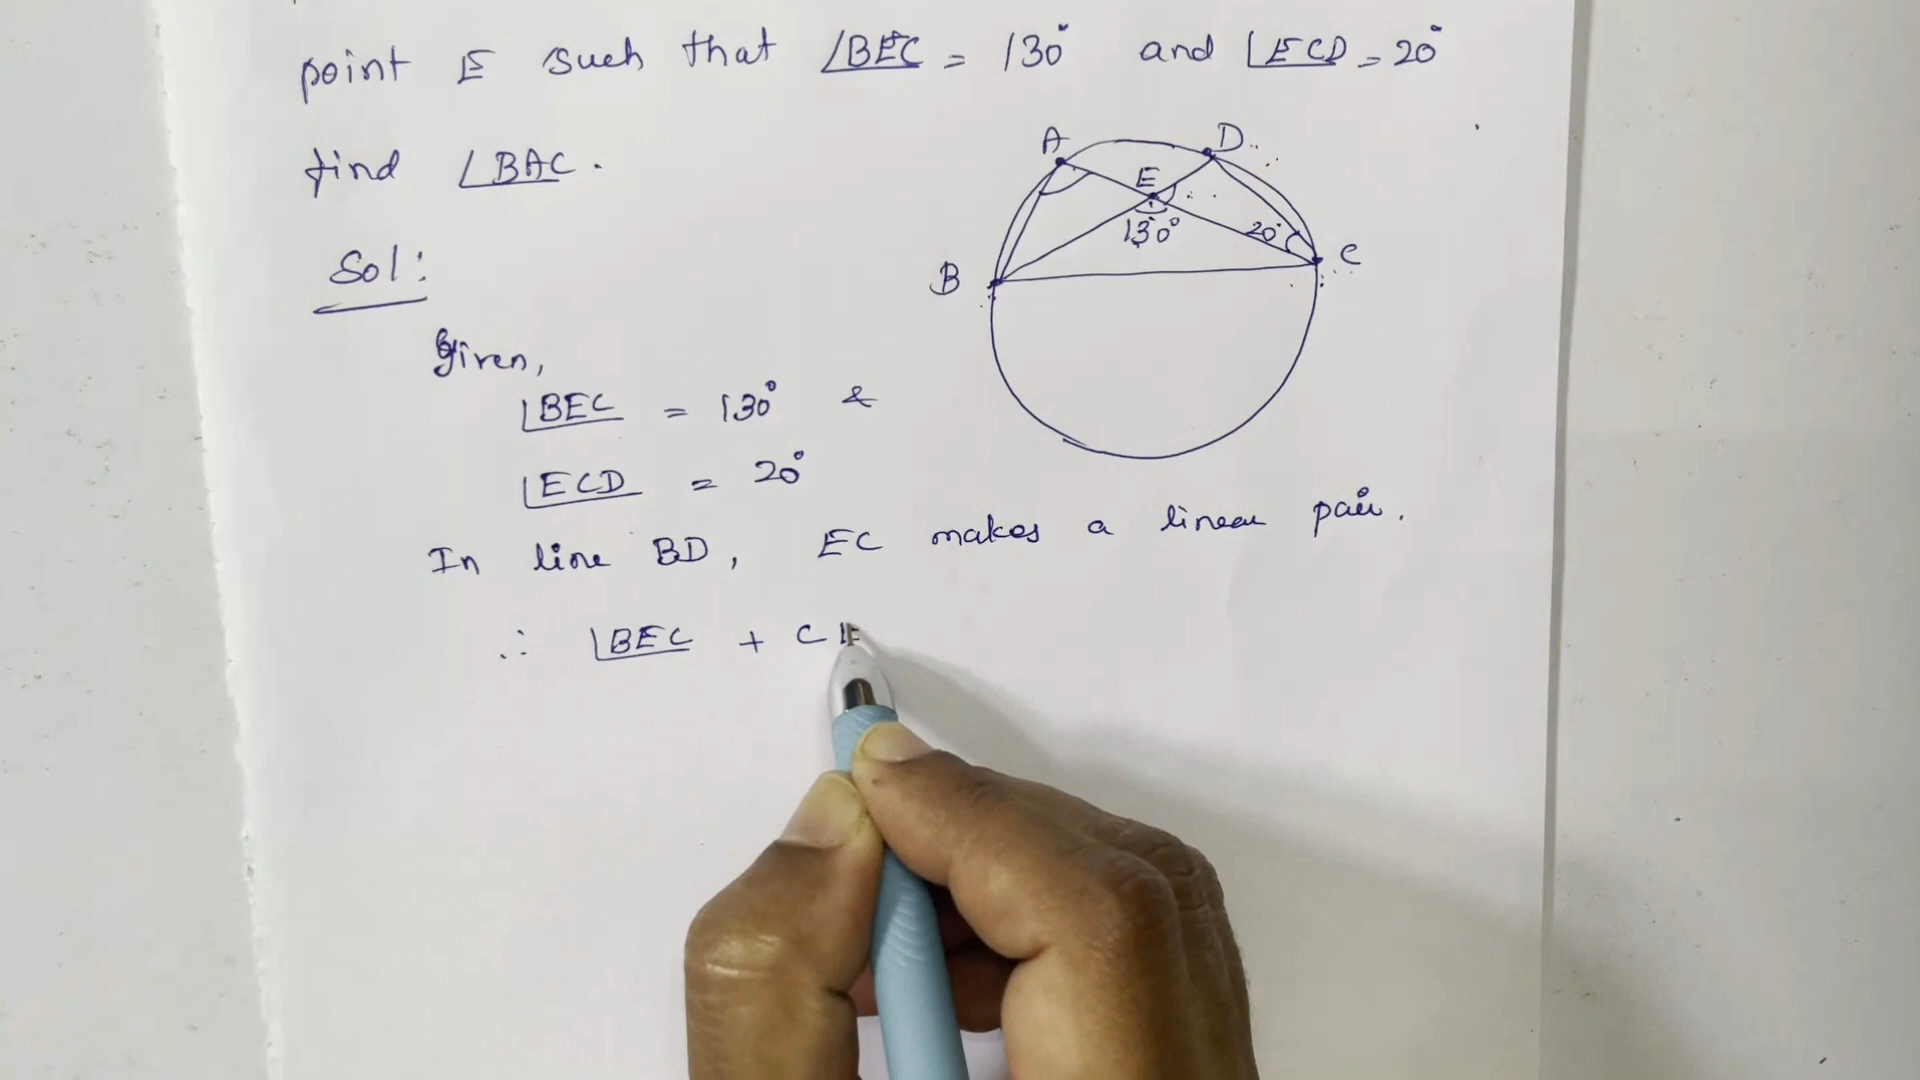 point E such that ∠BEC = 130° and ∠ECD = 20°
find ∠BAC.
A
D
E
130°
20°
B
C
Sol:
Given,
∠BEC = 130° &
∠ECD = 20°
In line BD, EC makes a linear pair.
∴ ∠BEC + CE